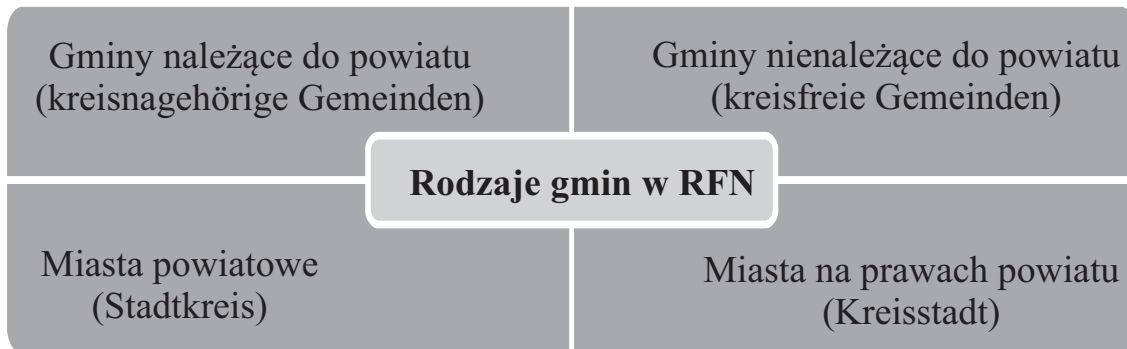 Gminy należące do powiatu
(kreisnagehörige Gemeinden)
Gminy nienależące do powiatu
(kreisfreie Gemeinden)
Rodzaje gmin w RFN
Miasta powiatowe
(Stadtkreis)
Miasta na prawach powiatu
(Kreisstadt)